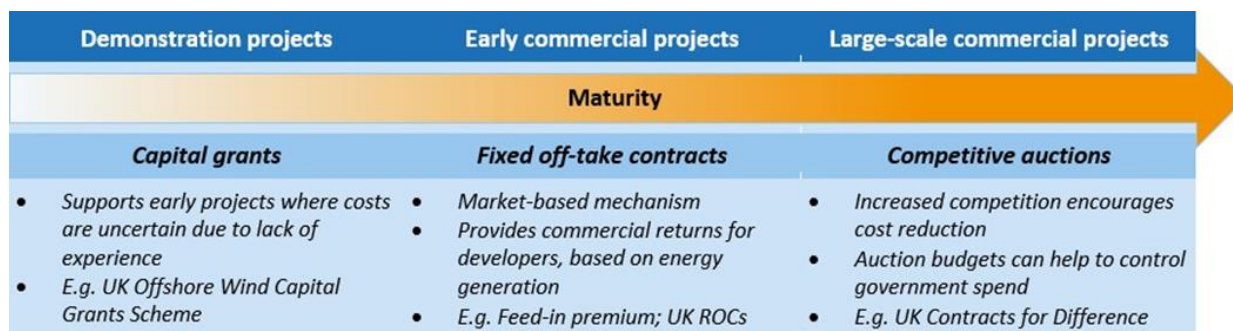 Demonstration projects
Early commercial projects
Large-scale commercial projects
Maturity
Capital grants
Fixed off-take contracts
Competitive auctions
• Supports early projects where costs
are uncertain due to lack of
experience
• E.g. UK Offshore Wind Capital
Grants Scheme
• Market-based mechanism
• Provides commercial returns for
developers, based on energy
generation
• E.g. Feed-in premium; UK ROCs
• Increased competition encourages
cost reduction
• Auction budgets can help to control
government spend
• E.g. UK Contracts for Difference